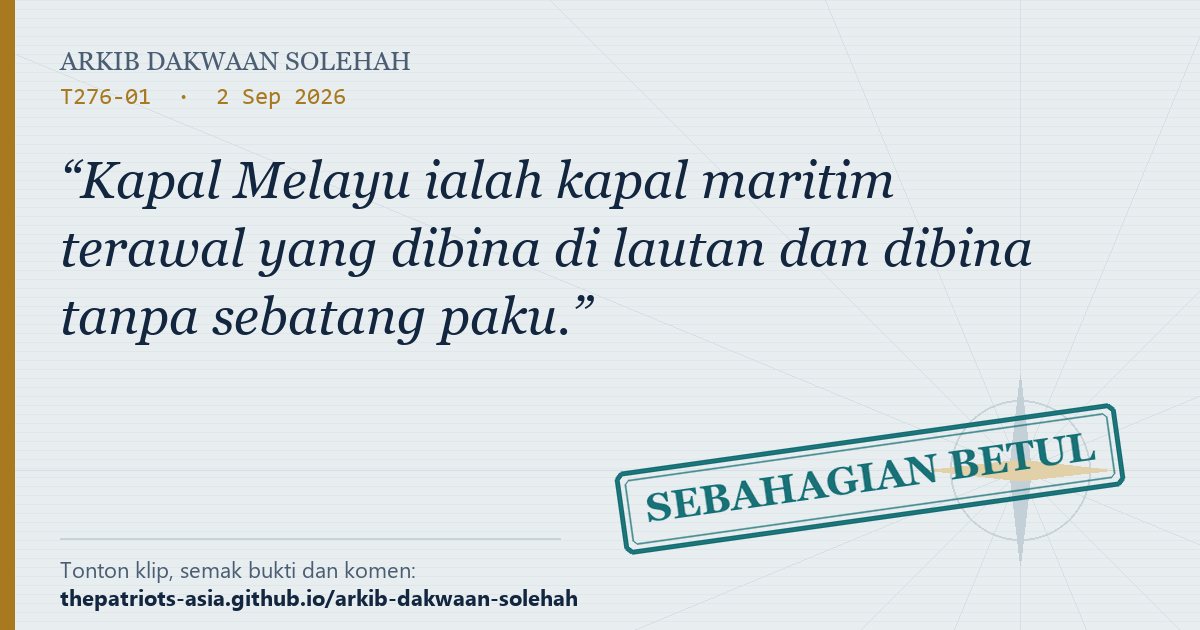 ARKIB DAKWAAN SOLEHAH
T276-01 · 2 Sep 2026
“Kapal Melayu ialah kapal maritim
terawal yang dibina di lautan dan dibina
tanpa sebatang paku.”
SEBAHAGIAN BETUL
Tonton klip, semak bukti dan komen:
thepatriots-asia.github.io/arkib-dakwaan-solehah